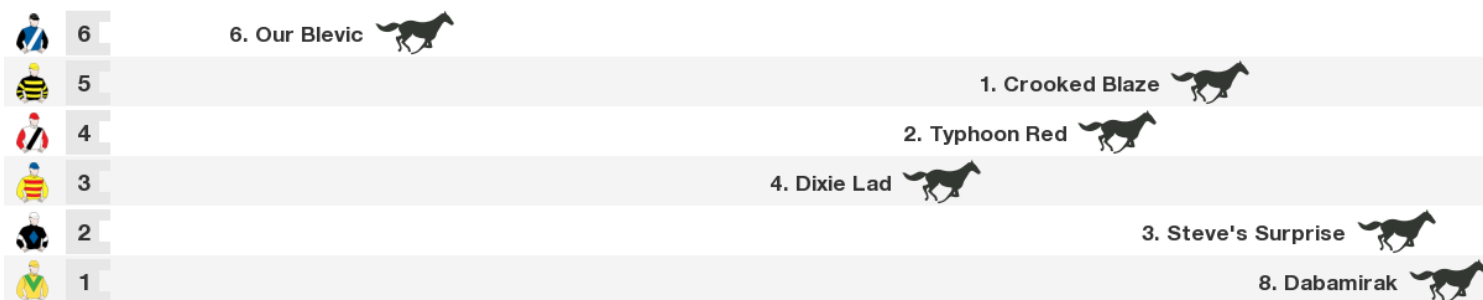 6 6. Our Blevic
5 1. Crooked Blaze
4 2. Typhoon Red
3 4. Dixie Lad
2 3. Steve's Surprise
1 8. Dabamirak